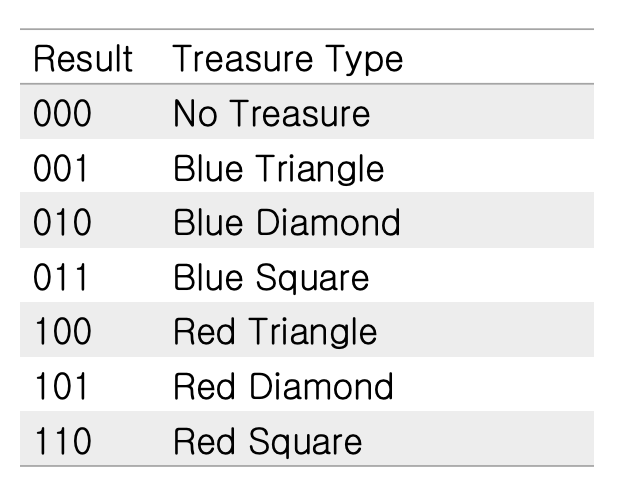 Result Treasure Type
000 No Treasure
001 Blue Triangle
010 Blue Diamond
011 Blue Square
100 Red Triangle
101 Red Diamond
110 Red Square